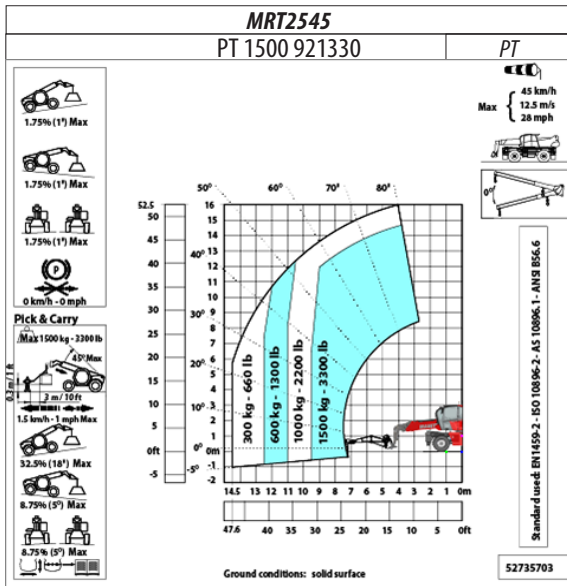 MRT2545
PT 1500 921330
PT
1.75% (1°) Max
1.75% (1°) Max
1.75% (1°) Max
P
0 km/h - 0 mph
Pick & Carry
Max 1500 kg - 3300 lb
45° Max
0.3 m / 1 ft
3 m / 10 ft
1.5 km/h - 1 mph Max
32.5% (18°) Max
8.75% (5°) Max
8.75% (5°) Max
45 km/h
Max 12.5 m/s
28 mph
0°
50° 60° 70° 80°
40°
30°
20°
10°
0°
-5°
52.5
50
45
40
35
30
25
20
15
10
5
0ft
-5
16
15
14
13
12
11
10
9
8
7
6
5
4
3
2
1
0m
-1
-2
300 kg - 660 lb
600 kg - 1300 lb
1000 kg - 2200 lb
1500 kg - 3300 lb
14.5 13 12 11 10 9 8 7 6 5 4 3 2 1 0m
47.6 40 35 30 25 20 15 10 5 0ft
Ground conditions: solid surface
Standard used: EN1459-2 - ISO 10896-2 - AS 10896.1 - ANSI B56.6
52735703